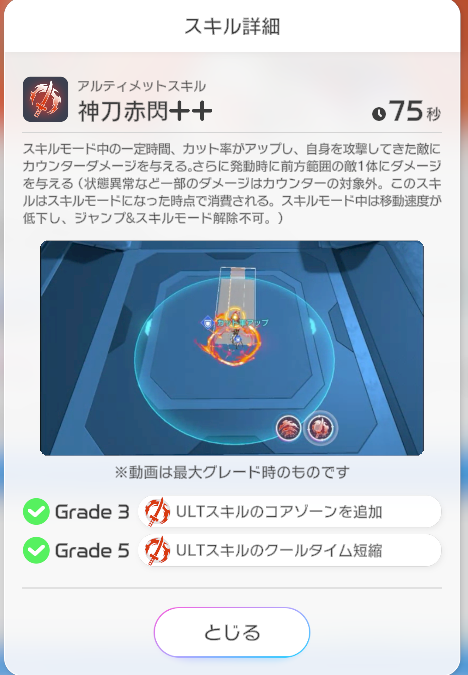 スキル詳細
アルティメットスキル
神刀赤閃++
75秒
スキルモード中の一定時間、カット率がアップし、自身を攻撃してきた敵に
カウンターダメージを与える。さらに発動時に前方範囲の敵1体にダメージ
を与える（状態異常など一部のダメージはカウンターの対象外。このスキ
ルはスキルモードになった時点で消費される。スキルモード中は移動速度が
低下し、ジャンプ&スキルモード解除不可。）
※動画は最大グレード時のものです
Grade 3 ULTスキルのコアゾーンを追加
Grade 5 ULTスキルのクールタイム短縮
とじる